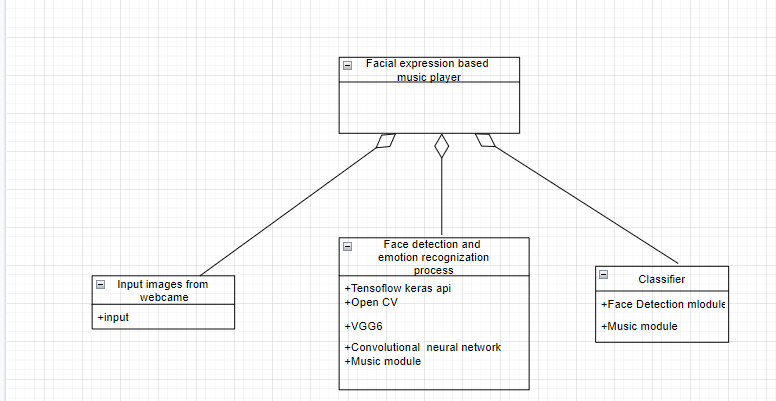 Facial expression based
music player
Input images from
webcame
+input
Face detection and
emotion recognization
process
+Tensoflow keras api
+Open CV
+VGG6
+Convolutional neural network
+Music module
Classifier
+Face Detection mlodule
+Music module